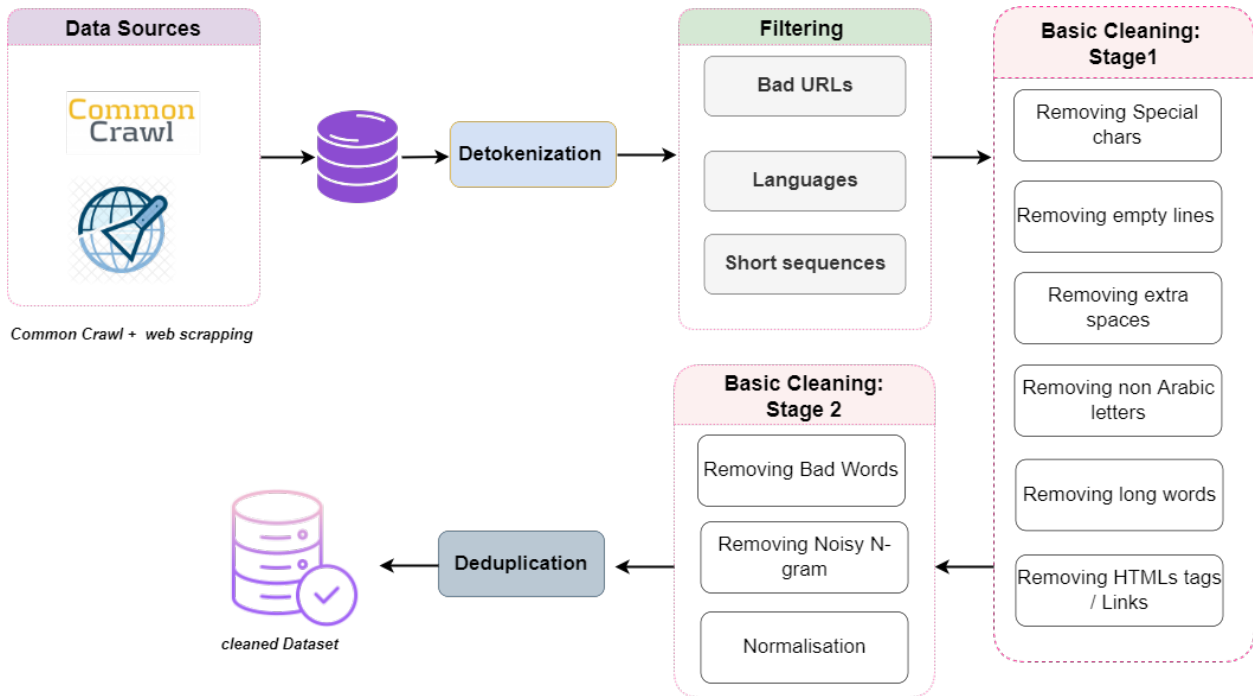 Data Sources
Common
Crawl
Common Crawl + web scrapping
Detokenization
Filtering
Bad URLs
Languages
Short sequences
Basic Cleaning:
Stage1
Removing Special
chars
Removing empty lines
Removing extra
spaces
Removing non Arabic
letters
Removing long words
Removing HTMLs tags
/ Links
Basic Cleaning:
Stage 2
Removing Bad Words
Removing Noisy N-
gram
Normalisation
Deduplication
cleaned Dataset